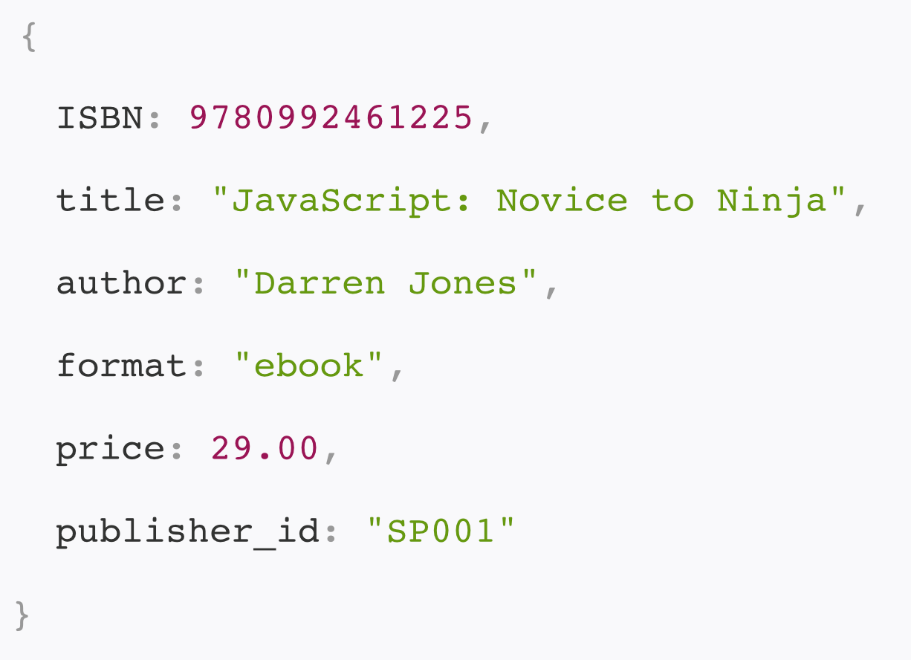 {
ISBN: 9780992461225,
title: "JavaScript: Novice to Ninja",
author: "Darren Jones",
format: "ebook",
price: 29.00,
publisher_id: "SP001"
}